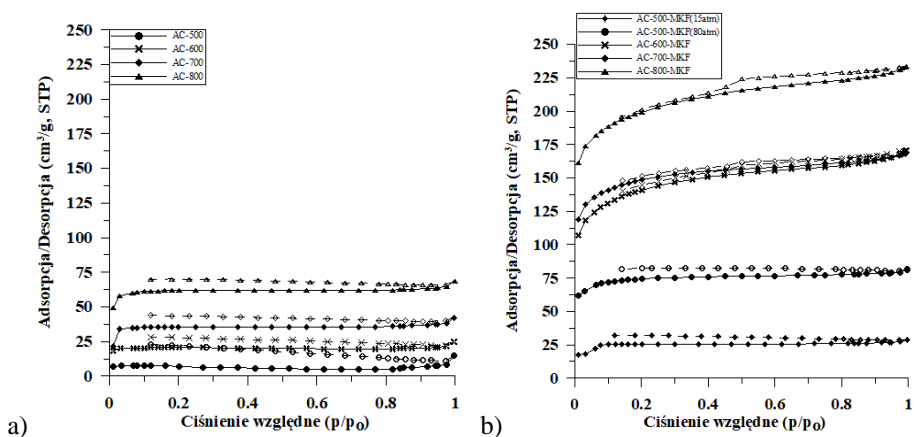 AC-500
AC-600
AC-700
AC-800
Adsorpcja/Desorpcja (cm³/g, STP)
250
225
200
175
150
125
100
75
50
25
0
0
0.2
0.4
0.6
0.8
1
Ciśnienie względne (p/p₀)
a)
AC-500-MKF(15atm)
AC-500-MKF(80atm)
AC-600-MKF
AC-700-MKF
AC-800-MKF
Adsorpcja/Desorpcja (cm³/g, STP)
250
225
200
175
150
125
100
75
50
25
0
0
0.2
0.4
0.6
0.8
1
Ciśnienie względne (p/p₀)
b)